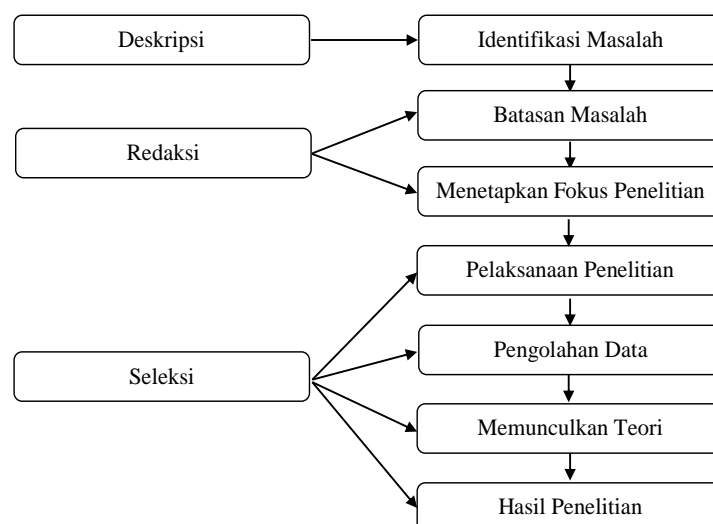 Deskripsi
Identifikasi Masalah
Batasan Masalah
Redaksi
Menetapkan Fokus Penelitian
Pelaksanaan Penelitian
Pengolahan Data
Seleksi
Memunculkan Teori
Hasil Penelitian